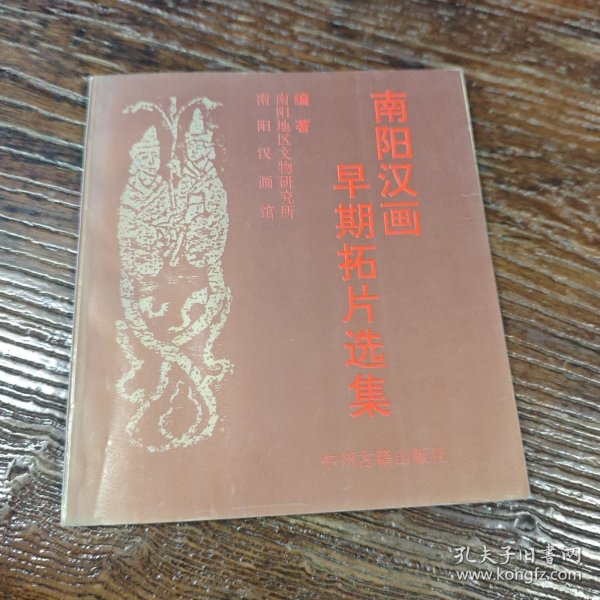 南阳汉画
早期拓片选集
编著
南阳地区文物研究所
南阳汉画馆
中州古籍出版社
孔夫子旧书网
www.kongfz.com